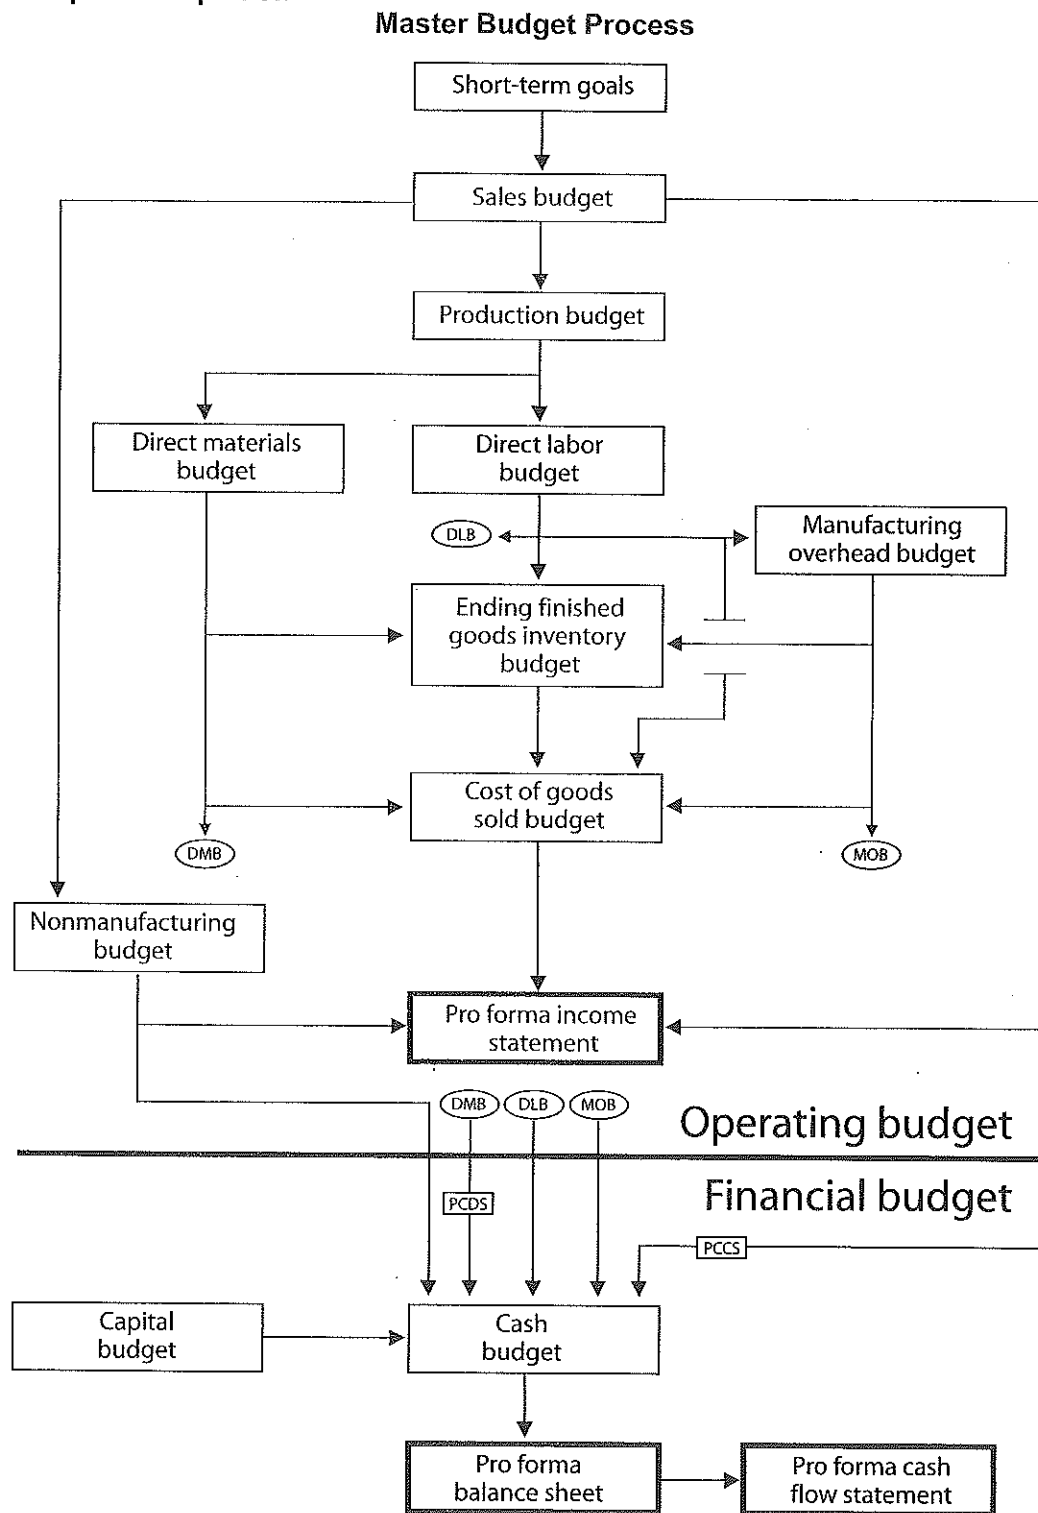 Master Budget Process
Short-term goals
Sales budget
Production budget
Direct materials
budget
Direct labor
budget
DLB
Manufacturing
overhead budget
Ending finished
goods inventory
budget
Cost of goods
sold budget
DMB
MOB
Nonmanufacturing
budget
Pro forma income
statement
DMB
DLB
MOB
Operating budget
Financial budget
PCDS
PCCS
Capital
budget
Cash
budget
Pro forma
balance sheet
Pro forma cash
flow statement